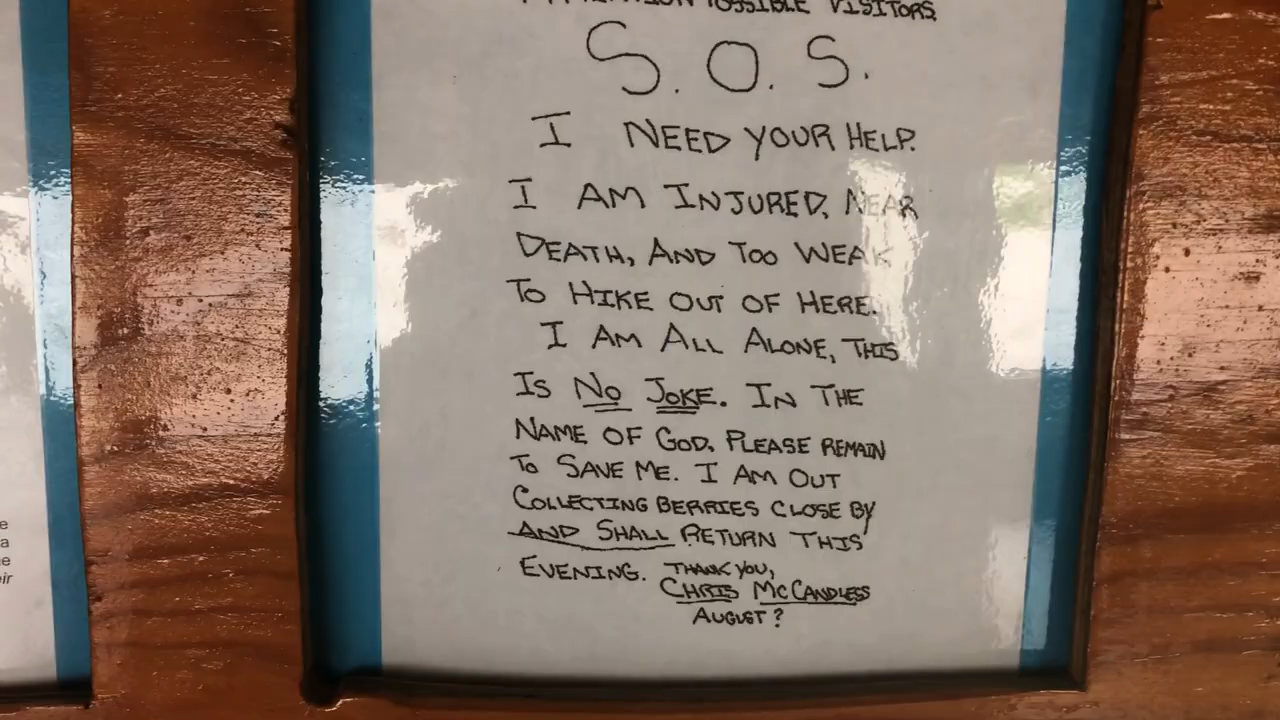 POSSIBLE VISITORS
S.O.S.
I NEED YOUR HELP.
I AM INJURED, NEAR
DEATH, AND TOO WEAK
TO HIKE OUT OF HERE.
I AM ALL ALONE, THIS
IS NO JOKE. IN THE
NAME OF GOD, PLEASE REMAIN
TO SAVE ME. I AM OUT
COLLECTING BERRIES CLOSE BY
AND SHALL RETURN THIS
EVENING. THANK YOU,
CHRIS McCANDLESS
AUGUST?